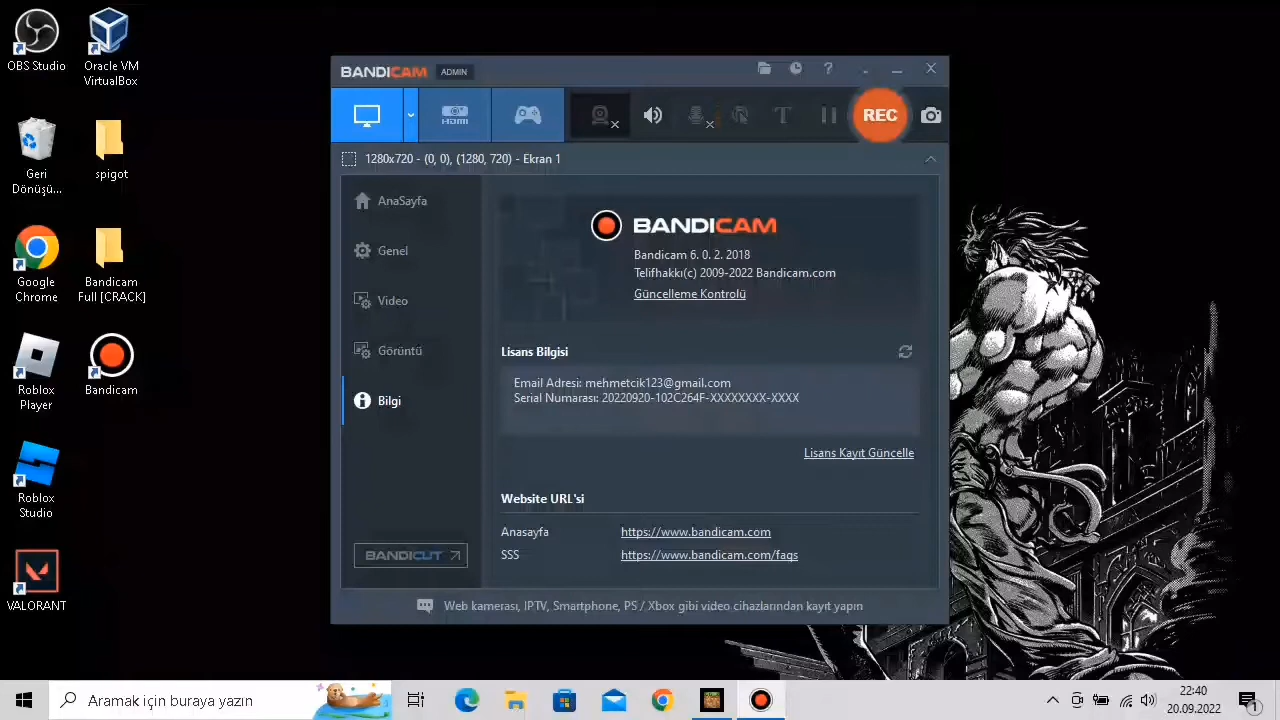 OBS Studio
Oracle VM
VirtualBox
Geri
Dönüşü...
spigot
Google
Chrome
Bandicam
Full [CRACK]
Roblox
Player
Bandicam
Roblox
Studio
VALORANT
BANDICAM ADMIN
HDMI
REC
1280x720 - (0, 0), (1280, 720) - Ekran 1
AnaSayfa
Genel
Video
Görüntü
Bilgi
BANDICUT
BANDICAM
Bandicam 6. 0. 2. 2018
Telifhakkı(c) 2009-2022 Bandicam.com
Güncelleme Kontrolü
Lisans Bilgisi
Email Adresi: mehmetcik123@gmail.com
Serial Numarası: 20220920-102C264F-XXXXXXXX-XXXX
Lisans Kayıt Güncelle
Website URL'si
Anasayfa https://www.bandicam.com
SSS https://www.bandicam.com/faqs
Web kamerası, IPTV, Smartphone, PS / Xbox gibi video cihazlarından kayıt yapın
Aramak için buraya yazın
22:40
20.09.2022
1